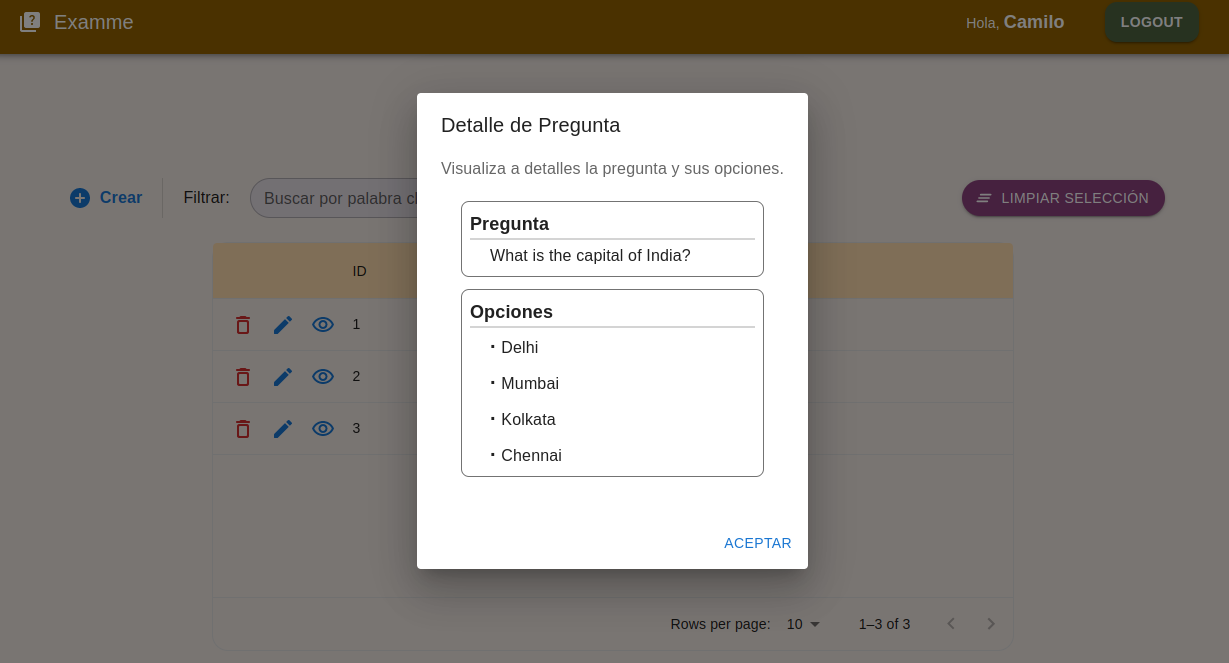 Examme
Hola, Camilo
LOGOUT
Detalle de Pregunta
Visualiza a detalles la pregunta y sus opciones.
Crear
Filtrar:
Buscar por palabra
LIMPIAR SELECCIÓN
Pregunta
What is the capital of India?
ID
Opciones
1
· Delhi
2
· Mumbai
3
· Kolkata
· Chennai
ACEPTAR
Rows per page:
10
1–3 of 3